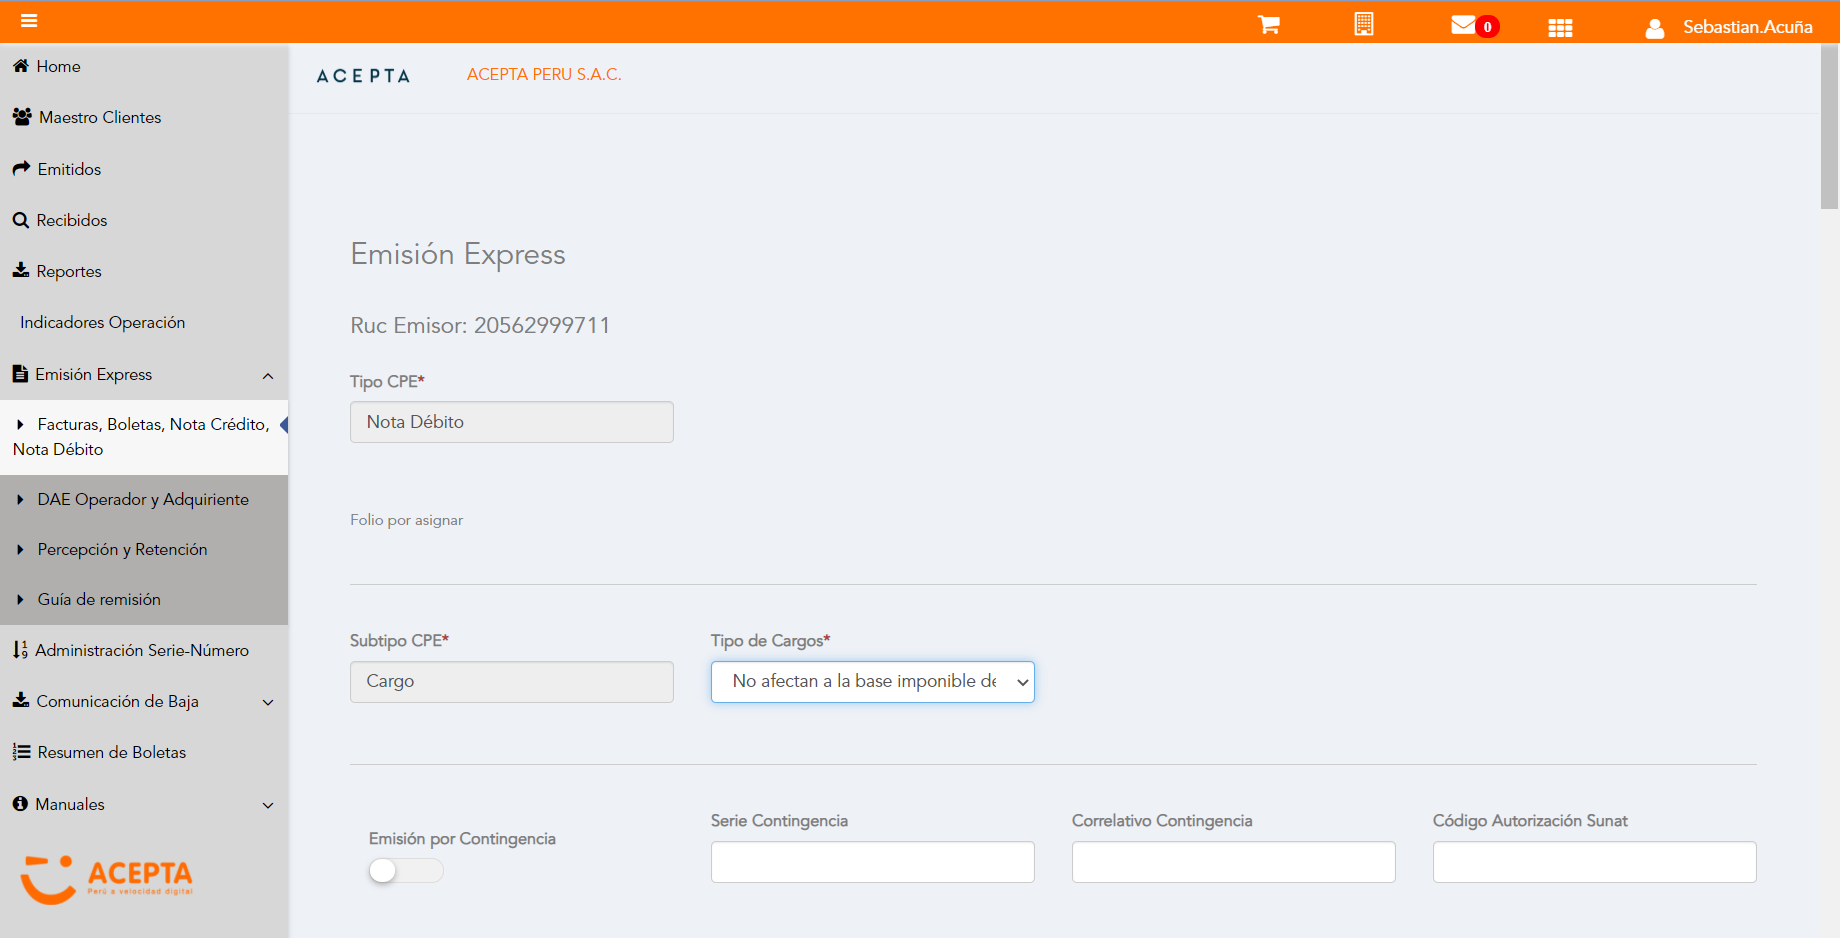 0
Sebastian.Acuña
Home
Maestro Clientes
Emitidos
Recibidos
Reportes
Indicadores Operación
Emisión Express
Facturas, Boletas, Nota Crédito,
Nota Débito
DAE Operador y Adquiriente
Percepción y Retención
Guía de remisión
Administración Serie-Número
Comunicación de Baja
Resumen de Boletas
Manuales
ACEPTA
Perú a velocidad digital
ACEPTA
ACEPTA PERU S.A.C.
Emisión Express
Ruc Emisor: 20562999711
Tipo CPE*
Nota Débito
Folio por asignar
Subtipo CPE*
Tipo de Cargos*
Cargo
No afectan a la base imponible de
Emisión por Contingencia
Serie Contingencia
Correlativo Contingencia
Código Autorización Sunat